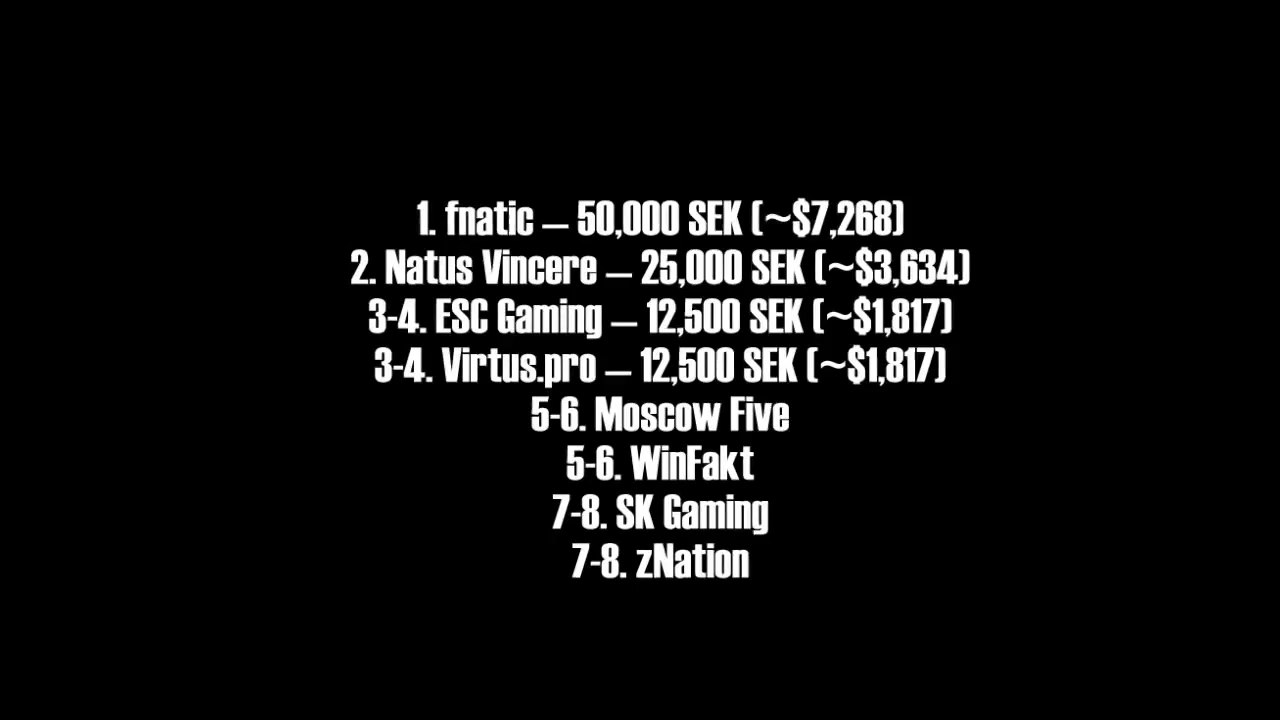 1. fnatic — 50,000 SEK (~$7,268)
2. Natus Vincere — 25,000 SEK (~$3,634)
3-4. ESC Gaming — 12,500 SEK (~$1,817)
3-4. Virtus.pro — 12,500 SEK (~$1,817)
5-6. Moscow Five
5-6. WinFakt
7-8. SK Gaming
7-8. zNation